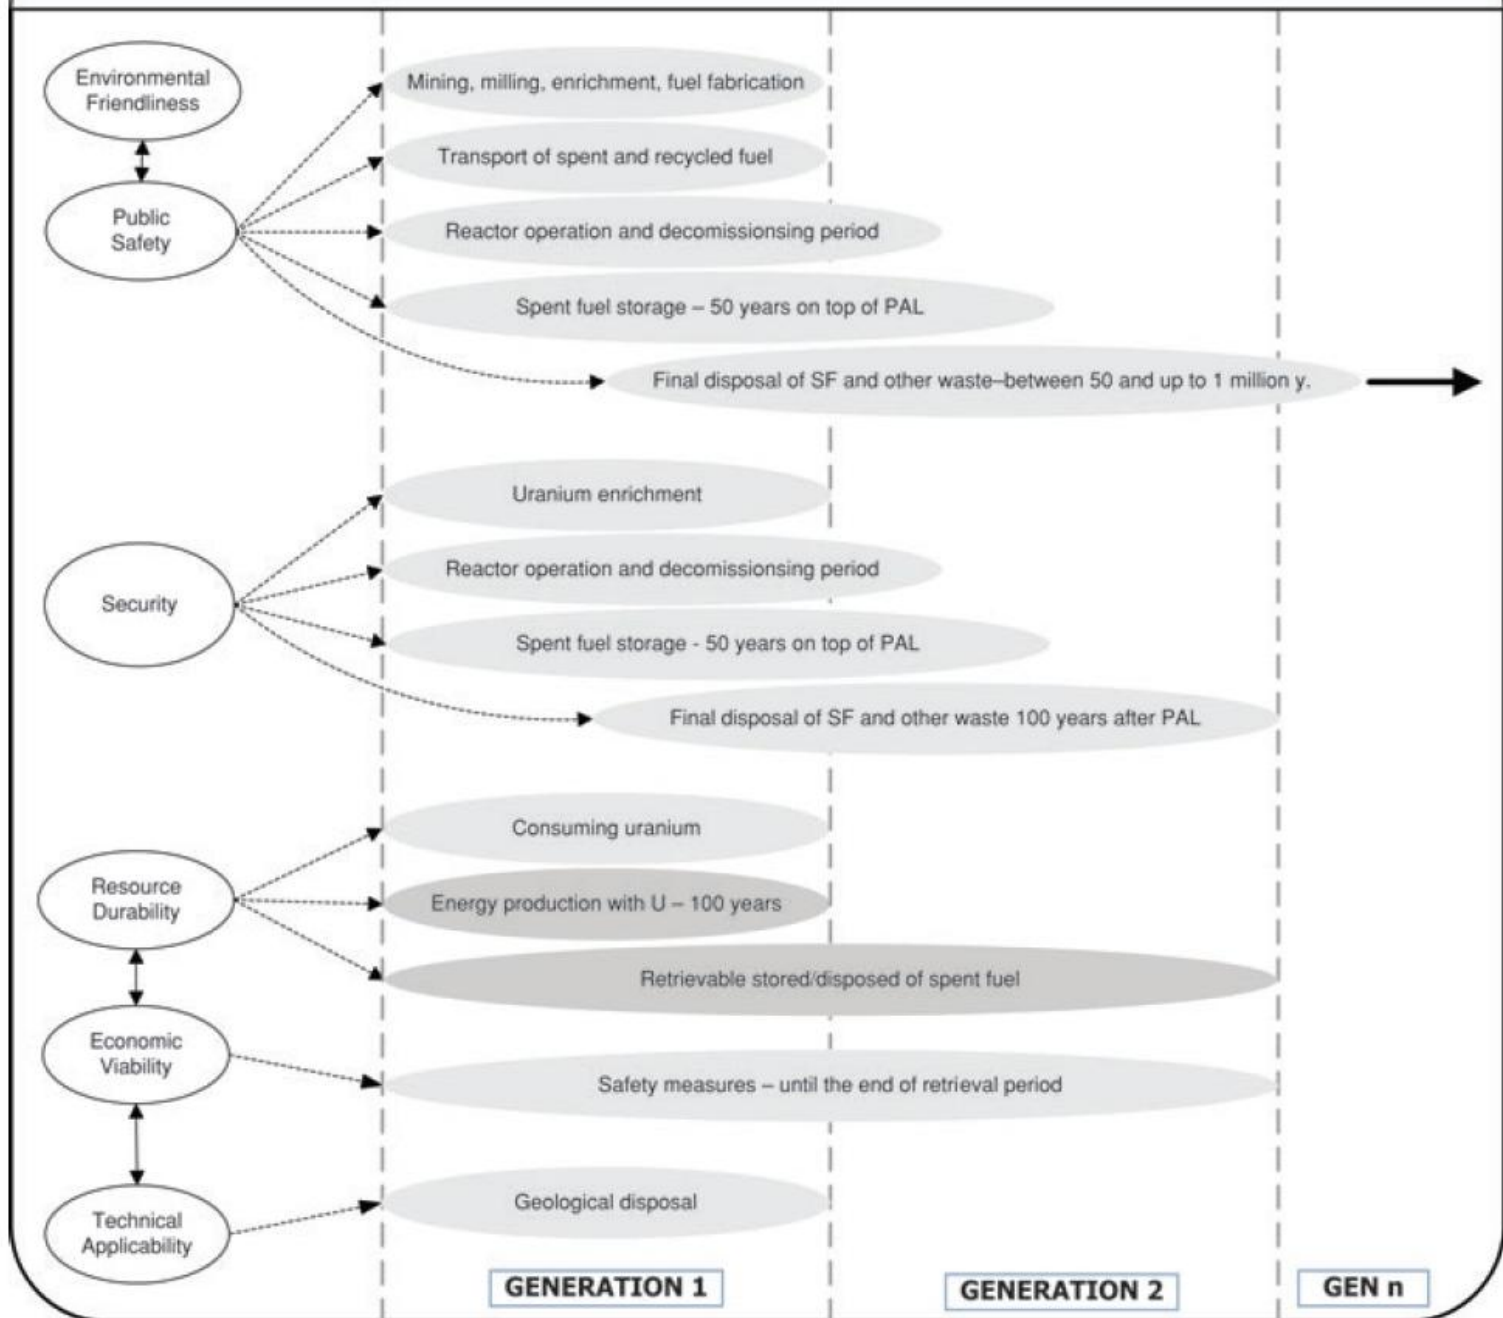 Environmental
Friendliness
Public
Safety
Mining, milling, enrichment, fuel fabrication
Transport of spent and recycled fuel
Reactor operation and decomissionsing period
Spent fuel storage – 50 years on top of PAL
Final disposal of SF and other waste–between 50 and up to 1 million y.
Security
Uranium enrichment
Reactor operation and decomissionsing period
Spent fuel storage - 50 years on top of PAL
Final disposal of SF and other waste 100 years after PAL
Resource
Durability
Consuming uranium
Energy production with U – 100 years
Retrievable stored/disposed of spent fuel
Economic
Viability
Safety measures – until the end of retrieval period
Technical
Applicability
Geological disposal
GENERATION 1
GENERATION 2
GEN n